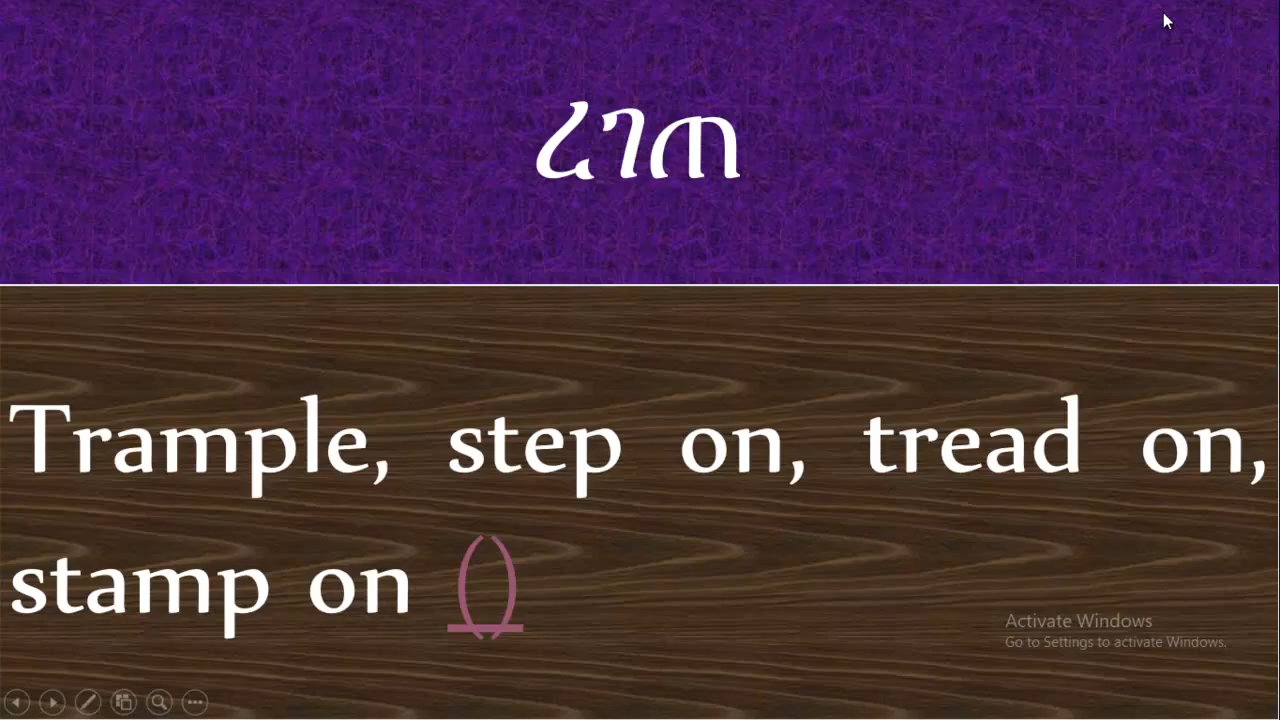 ረገጠ
Trample, step on, tread on,
stamp on ()
Activate Windows
Go to Settings to activate Windows.